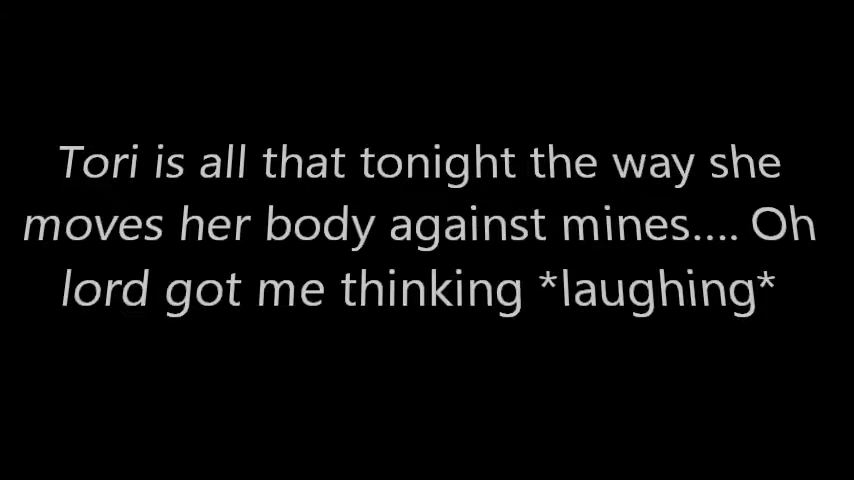 Tori is all that tonight the way she
moves her body against mines.... Oh
lord got me thinking *laughing*